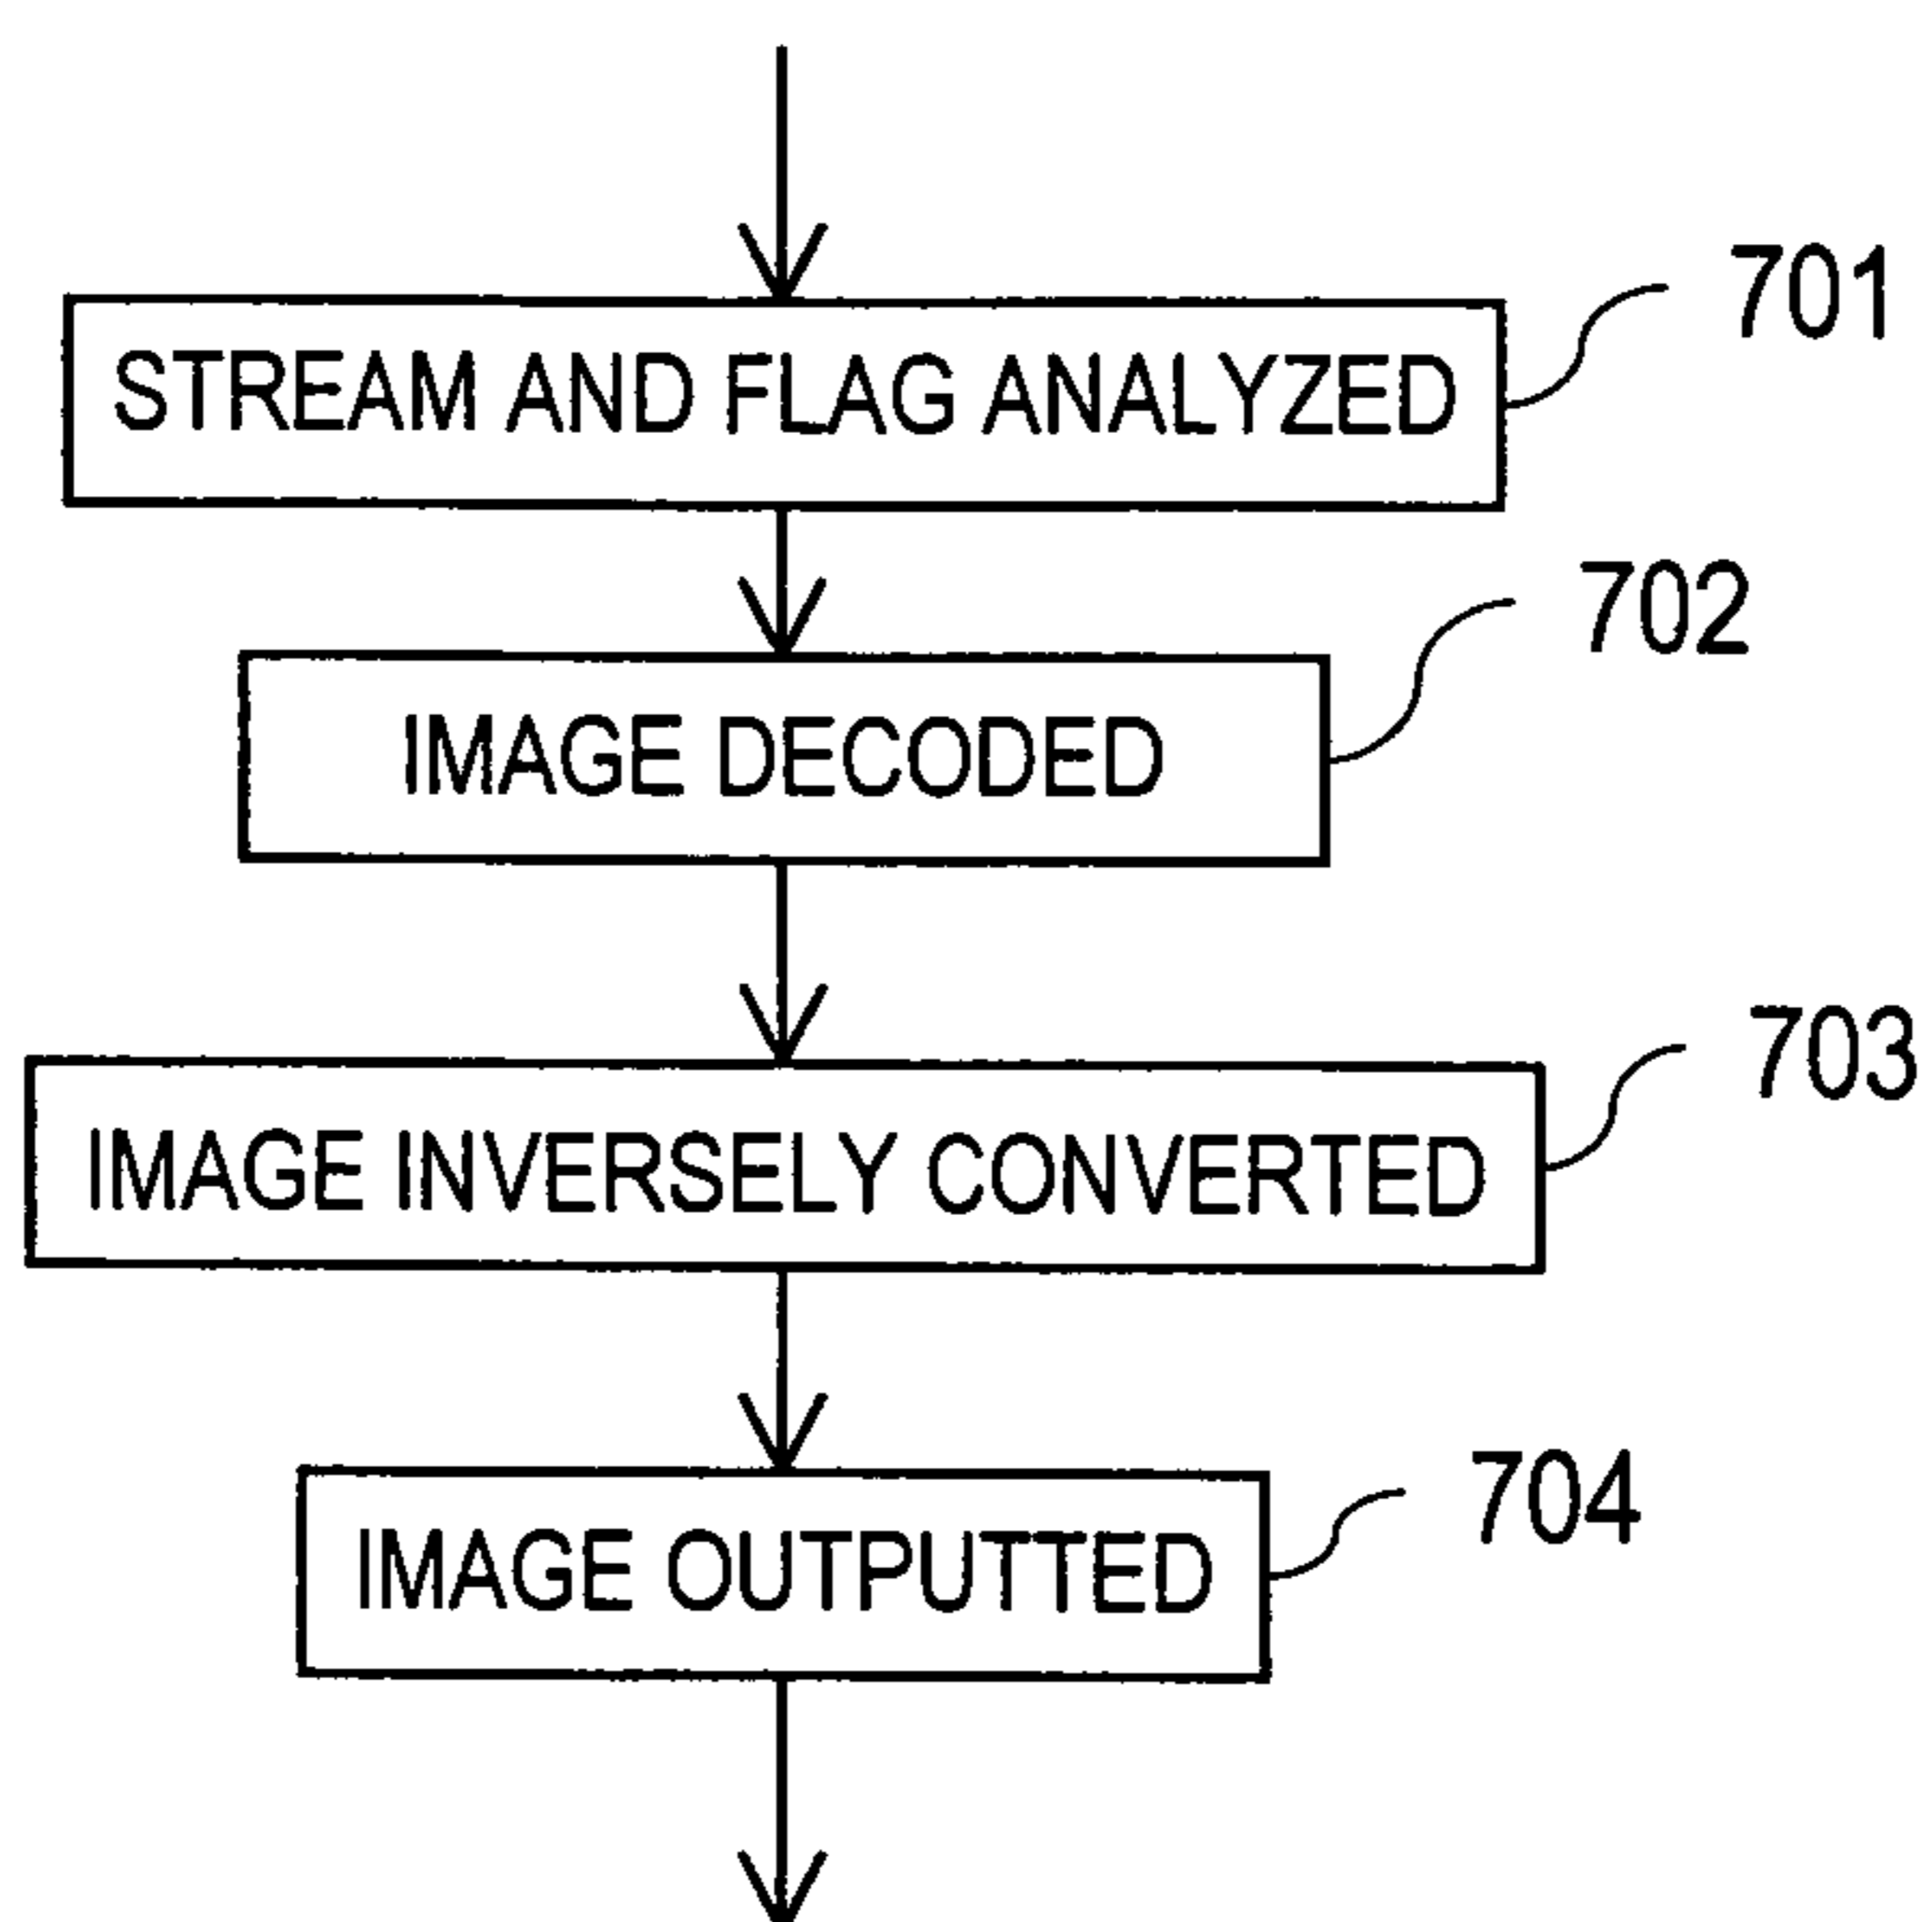 701
STREAM AND FLAG ANALYZED
702
IMAGE DECODED
703
IMAGE INVERSELY CONVERTED
704
IMAGE OUTPUTTED